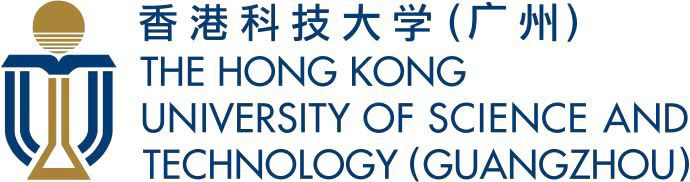 香港科技大学(广州)
THE HONG KONG
UNIVERSITY OF SCIENCE AND
TECHNOLOGY (GUANGZHOU)